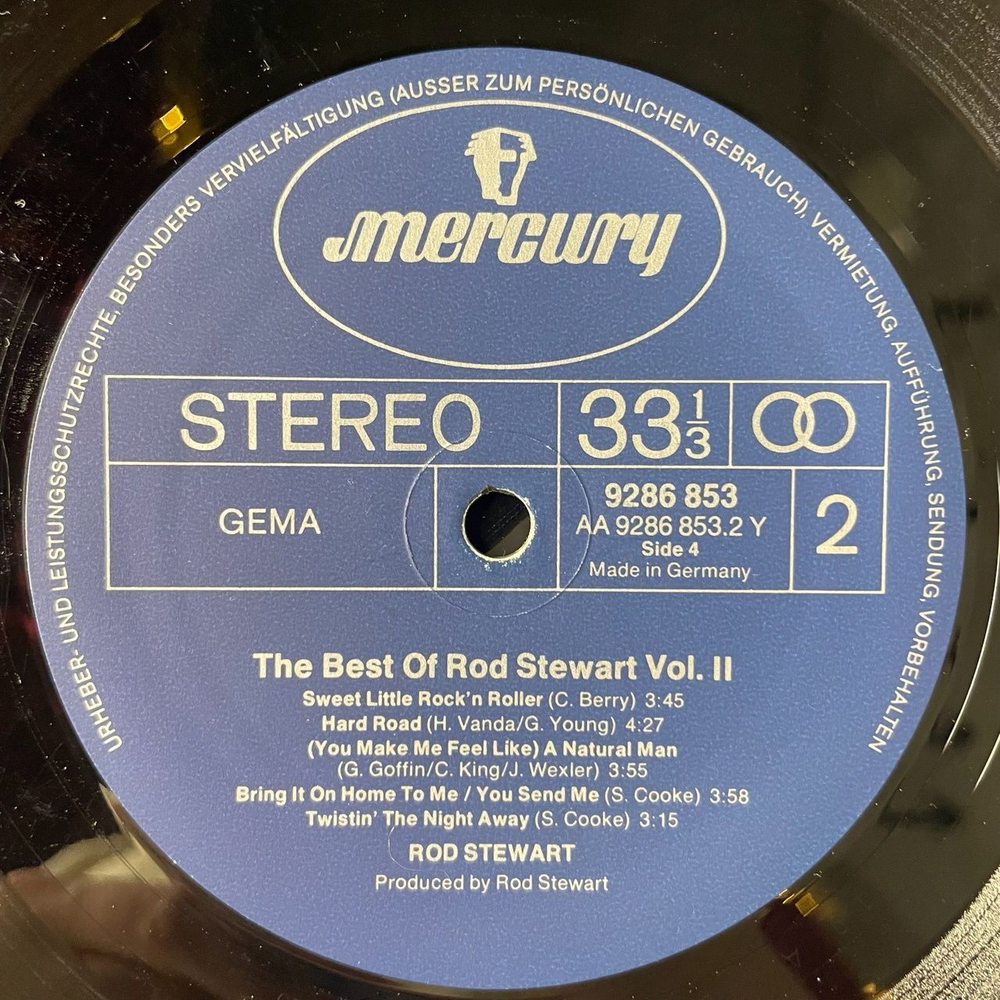 URHEBER- UND LEISTUNGSSCHUTZRECHTE, BESONDERS VERVIELFÄLTIGUNG (AUSSER ZUM PERSÖNLICHEN GEBRAUCH), VERMIETUNG, AUFFÜHRUNG, SENDUNG, VORBEHALTEN
mercury
STEREO 33 1/3
GEMA
9286 853
AA 9286 853.2 Y
Side 4
Made in Germany
2
The Best Of Rod Stewart Vol. II
Sweet Little Rock'n Roller (C. Berry) 3:45
Hard Road (H. Vanda/G. Young) 4:27
(You Make Me Feel Like) A Natural Man
(G. Goffin/C. King/J. Wexler) 3:55
Bring It On Home To Me / You Send Me (S. Cooke) 3:58
Twistin' The Night Away (S. Cooke) 3:15
ROD STEWART
Produced by Rod Stewart